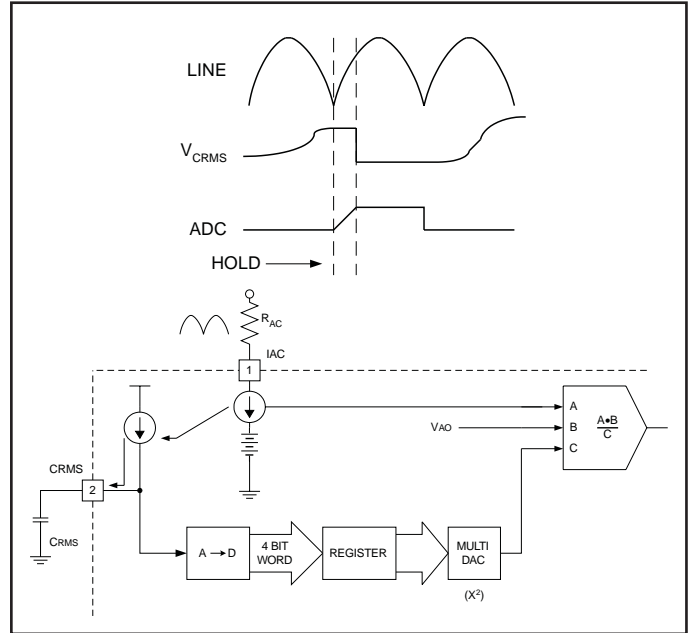 LINE
VCRMS
ADC
HOLD
RAC
IAC
1
A
VAO
B
A•B
C
C
CRMS
2
CRMS
A → D
4 BIT
WORD
REGISTER
MULTI
DAC
(X²)